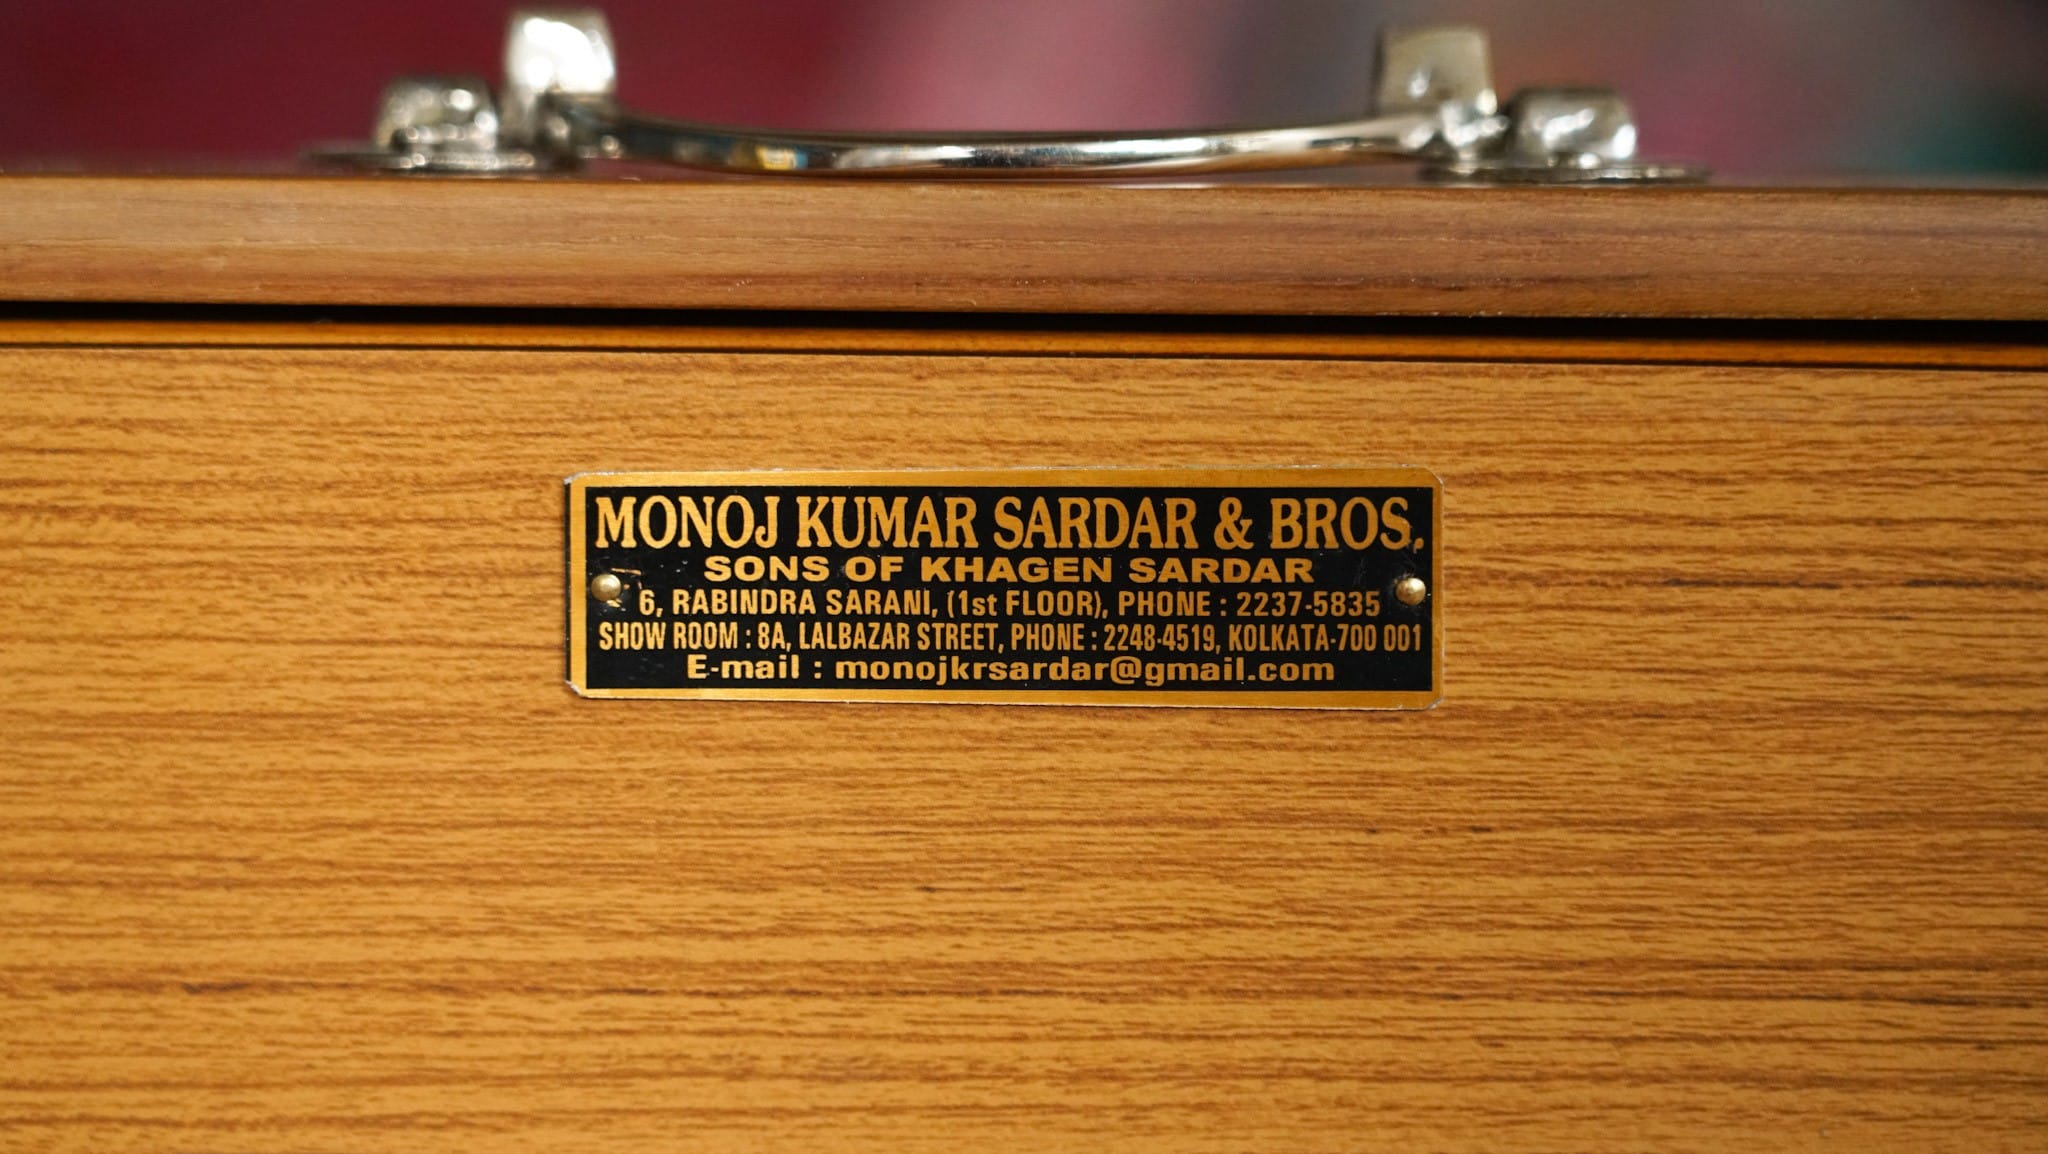 MONOJ KUMAR SARDAR & BROS.
SONS OF KHAGEN SARDAR
6, RABINDRA SARANI, (1st FLOOR), PHONE : 2237-5835
SHOW ROOM : 8A, LALBAZAR STREET, PHONE : 2248-4519, KOLKATA-700 001
E-mail : monojkrsardar@gmail.com